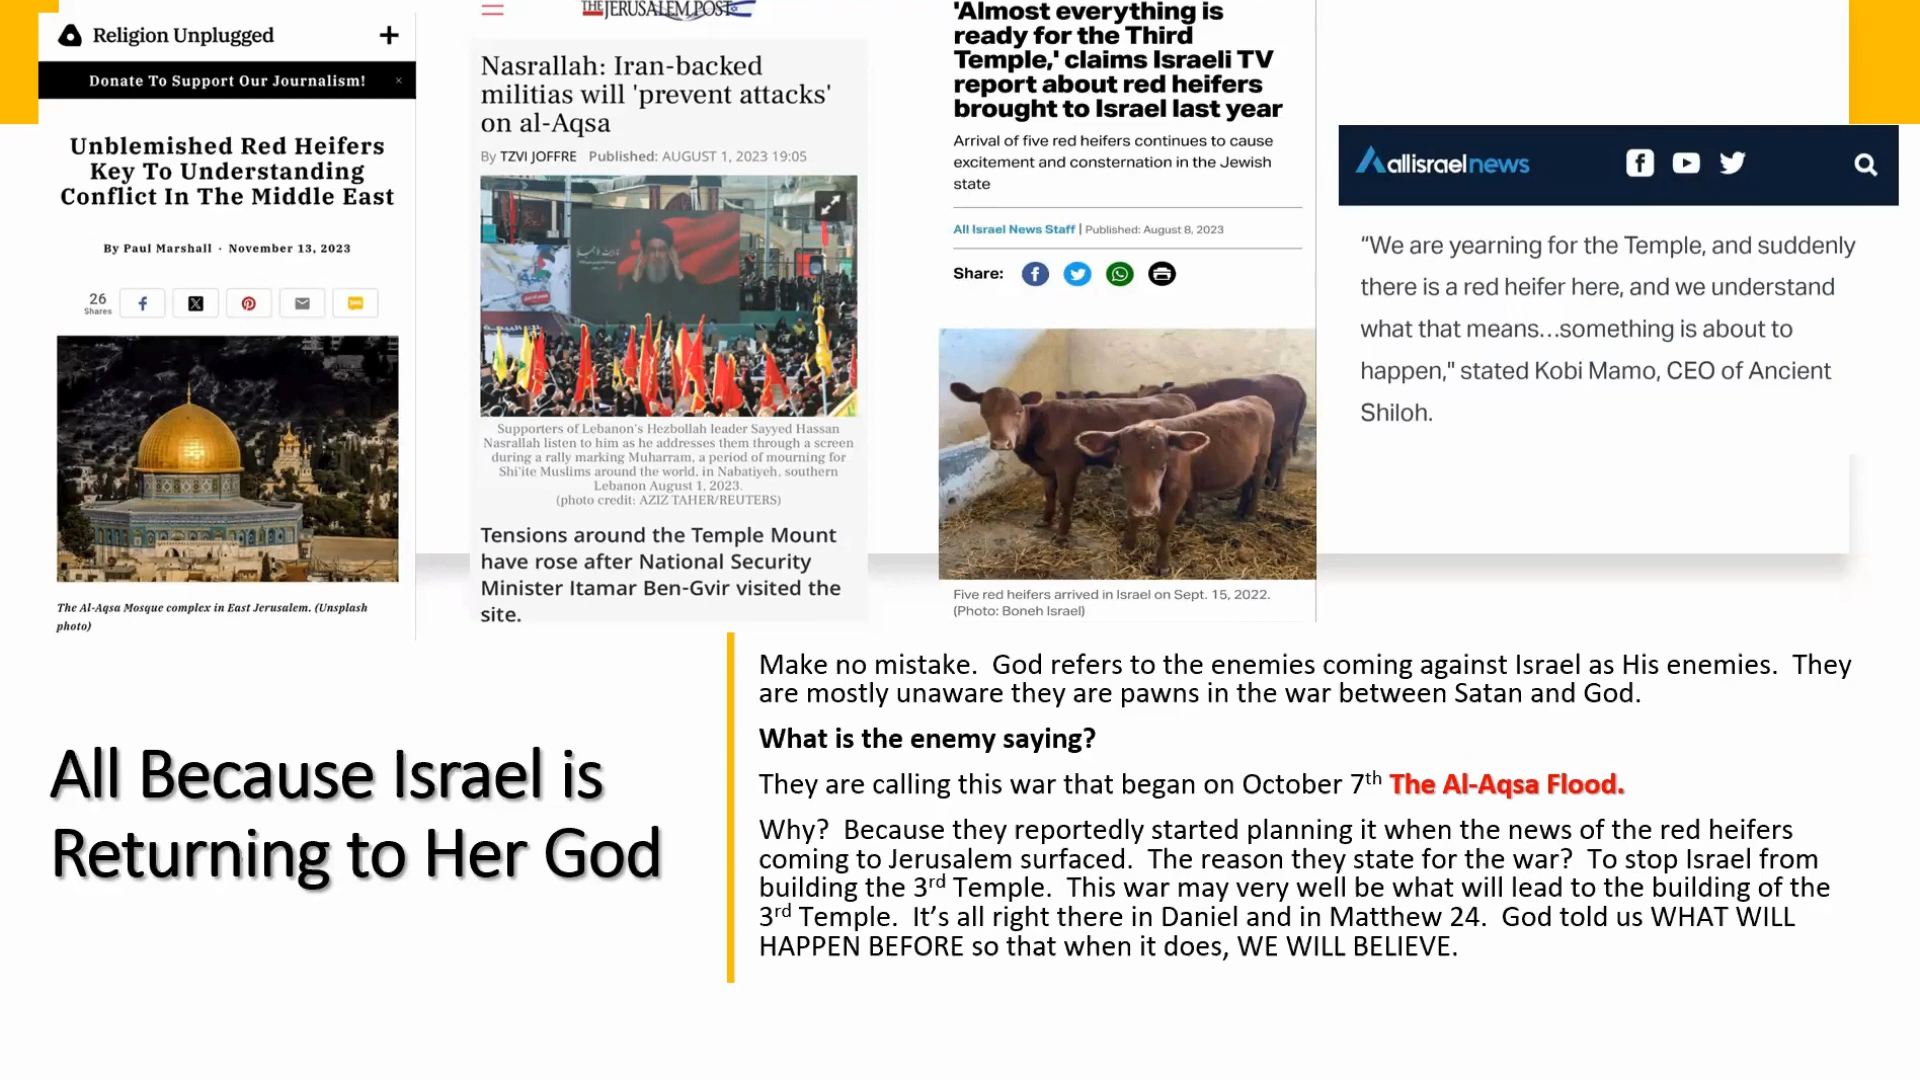 Religion Unplugged
+
Donate To Support Our Journalism!
×
Unblemished Red Heifers
Key To Understanding
Conflict In The Middle East
By Paul Marshall · November 13, 2023
26
Shares
The Al-Aqsa Mosque complex in East Jerusalem. (Unsplash
photo)
THE JERUSALEM POST
Nasrallah: Iran-backed
militias will 'prevent attacks'
on al-Aqsa
By TZVI JOFFRE Published: AUGUST 1, 2023 19:05
Supporters of Lebanon's Hezbollah leader Sayyed Hassan
Nasrallah listen to him as he addresses them through a screen
during a rally marking Muharram, a period of mourning for
Shi'ite Muslims around the world, in Nabatiyeh, southern
Lebanon August 1, 2023.
(photo credit: AZIZ TAHER/REUTERS)
Tensions around the Temple Mount
have rose after National Security
Minister Itamar Ben-Gvir visited the
site.
'Almost everything is
ready for the Third
Temple,' claims Israeli TV
report about red heifers
brought to Israel last year
Arrival of five red heifers continues to cause
excitement and consternation in the Jewish
state
All Israel News Staff | Published: August 8, 2023
Share:
Five red heifers arrived in Israel on Sept. 15, 2022.
(Photo: Boneh Israel)
allisraelnews
“We are yearning for the Temple, and suddenly
there is a red heifer here, and we understand
what that means…something is about to
happen," stated Kobi Mamo, CEO of Ancient
Shiloh.
All Because Israel is
Returning to Her God
Make no mistake. God refers to the enemies coming against Israel as His enemies. They
are mostly unaware they are pawns in the war between Satan and God.
What is the enemy saying?
They are calling this war that began on October 7th The Al-Aqsa Flood.
Why? Because they reportedly started planning it when the news of the red heifers
coming to Jerusalem surfaced. The reason they state for the war? To stop Israel from
building the 3rd Temple. This war may very well be what will lead to the building of the
3rd Temple. It’s all right there in Daniel and in Matthew 24. God told us WHAT WILL
HAPPEN BEFORE so that when it does, WE WILL BELIEVE.